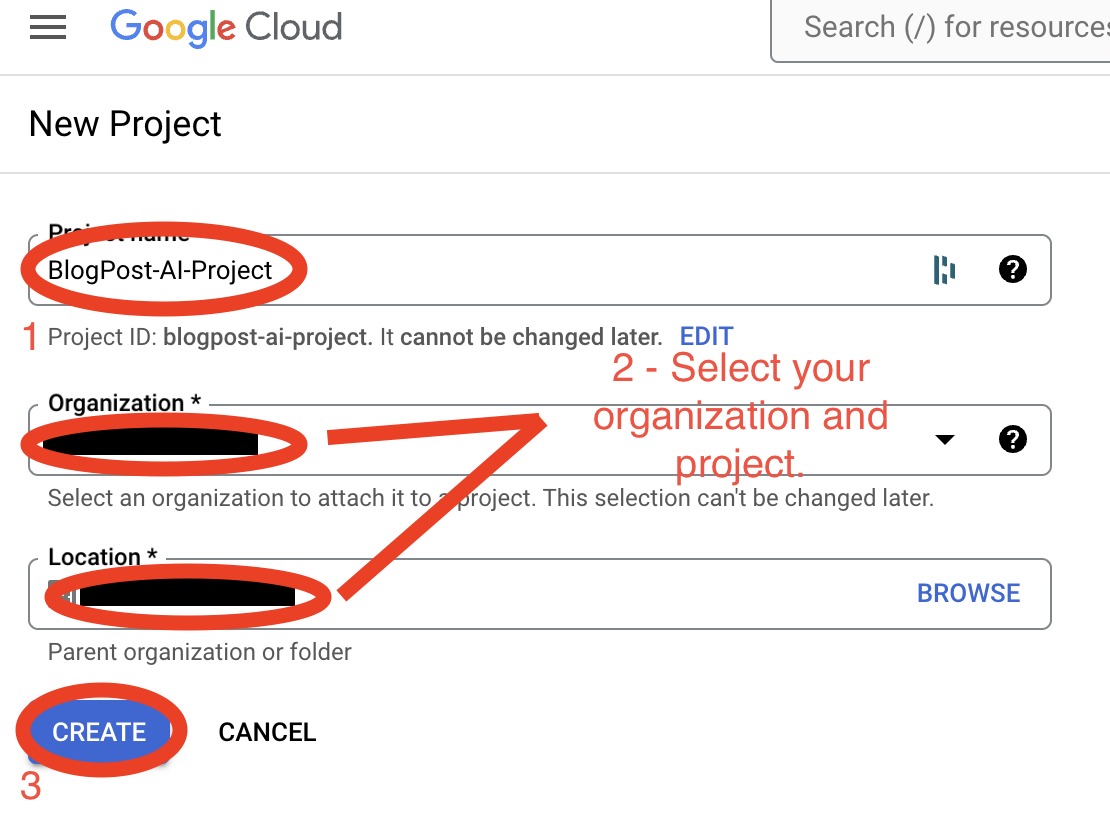 Google Cloud
Search (/) for resources
New Project
Project name
BlogPost-AI-Project
1 Project ID: blogpost-ai-project. It cannot be changed later. EDIT
2 - Select your
organization and
project.
Organization *
Select an organization to attach it to a project. This selection can't be changed later.
Location *
BROWSE
Parent organization or folder
CREATE CANCEL
3